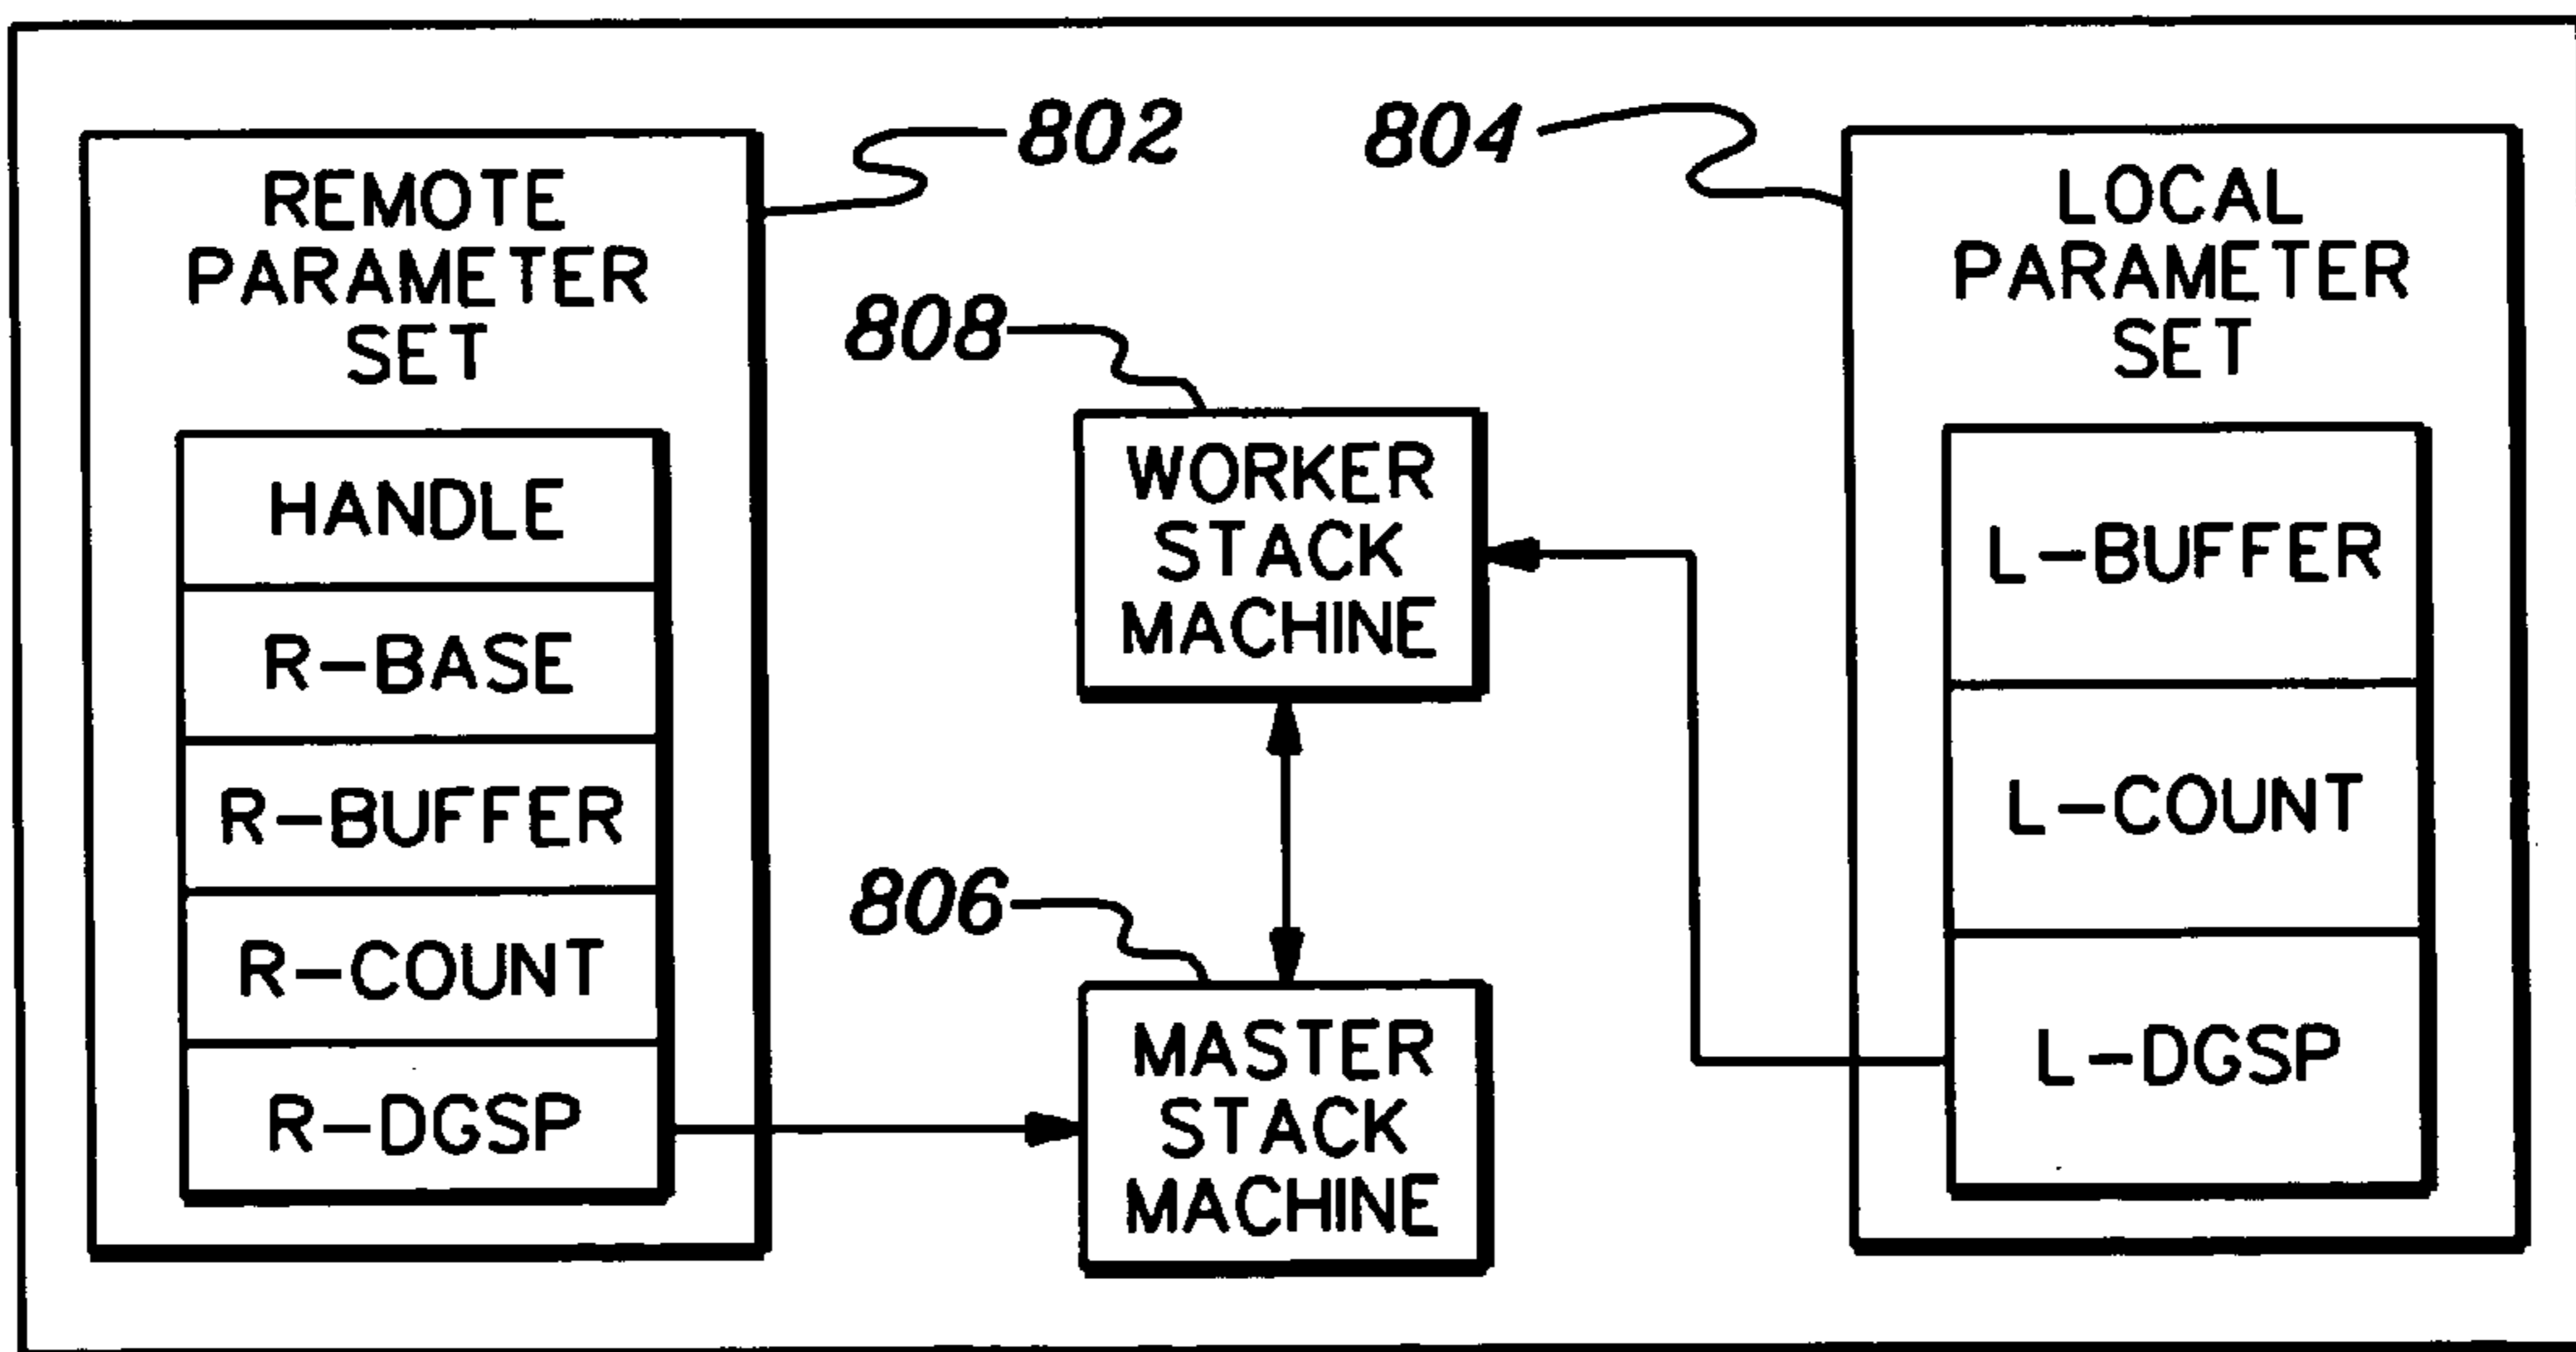 802
REMOTE
PARAMETER
SET
HANDLE
R-BASE
R-BUFFER
R-COUNT
R-DGSP
808
WORKER
STACK
MACHINE
806
MASTER
STACK
MACHINE
804
LOCAL
PARAMETER
SET
L-BUFFER
L-COUNT
L-DGSP